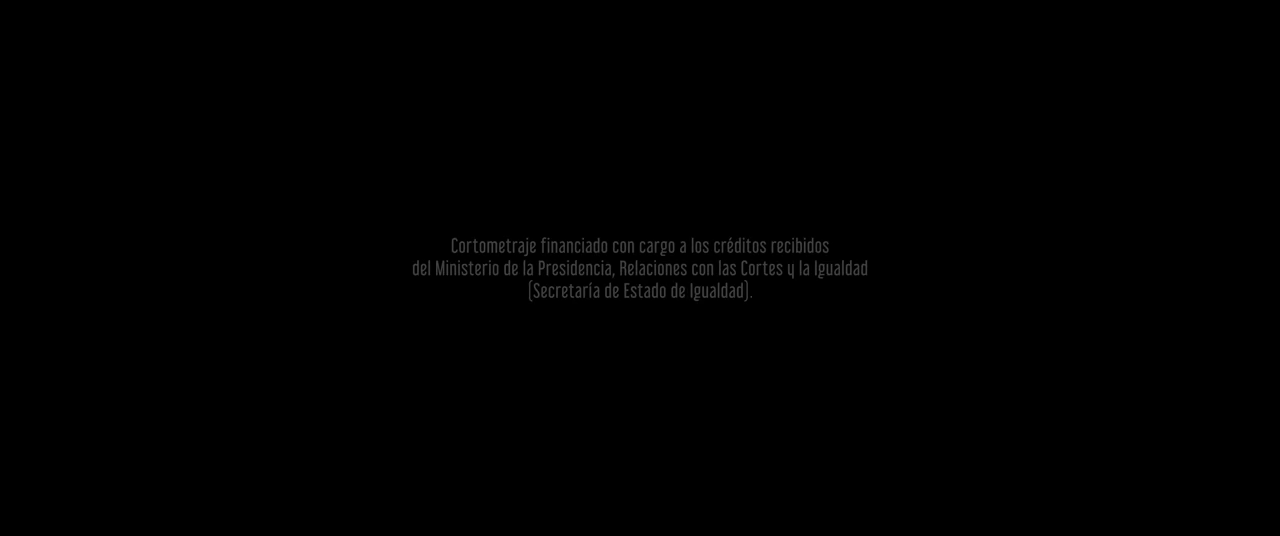 Cortometraje financiado con cargo a los créditos recibidos
del Ministerio de la Presidencia, Relaciones con las Cortes y la Igualdad
(Secretaría de Estado de Igualdad).